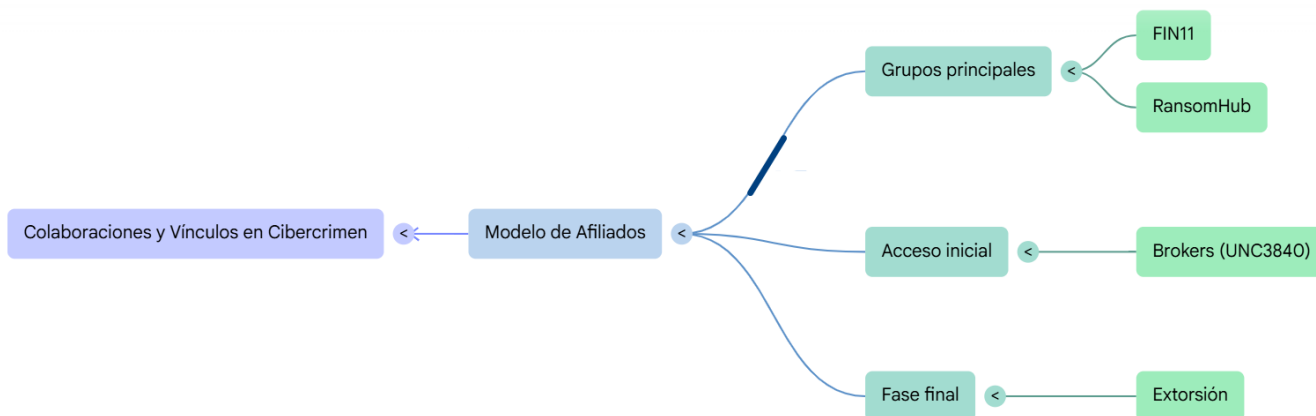 Colaboraciones y Vínculos en Cibercrimen
<
Modelo de Afiliados
<
Grupos principales
<
FIN11
RansomHub
Acceso inicial
<
Brokers (UNC3840)
Fase final
<
Extorsión